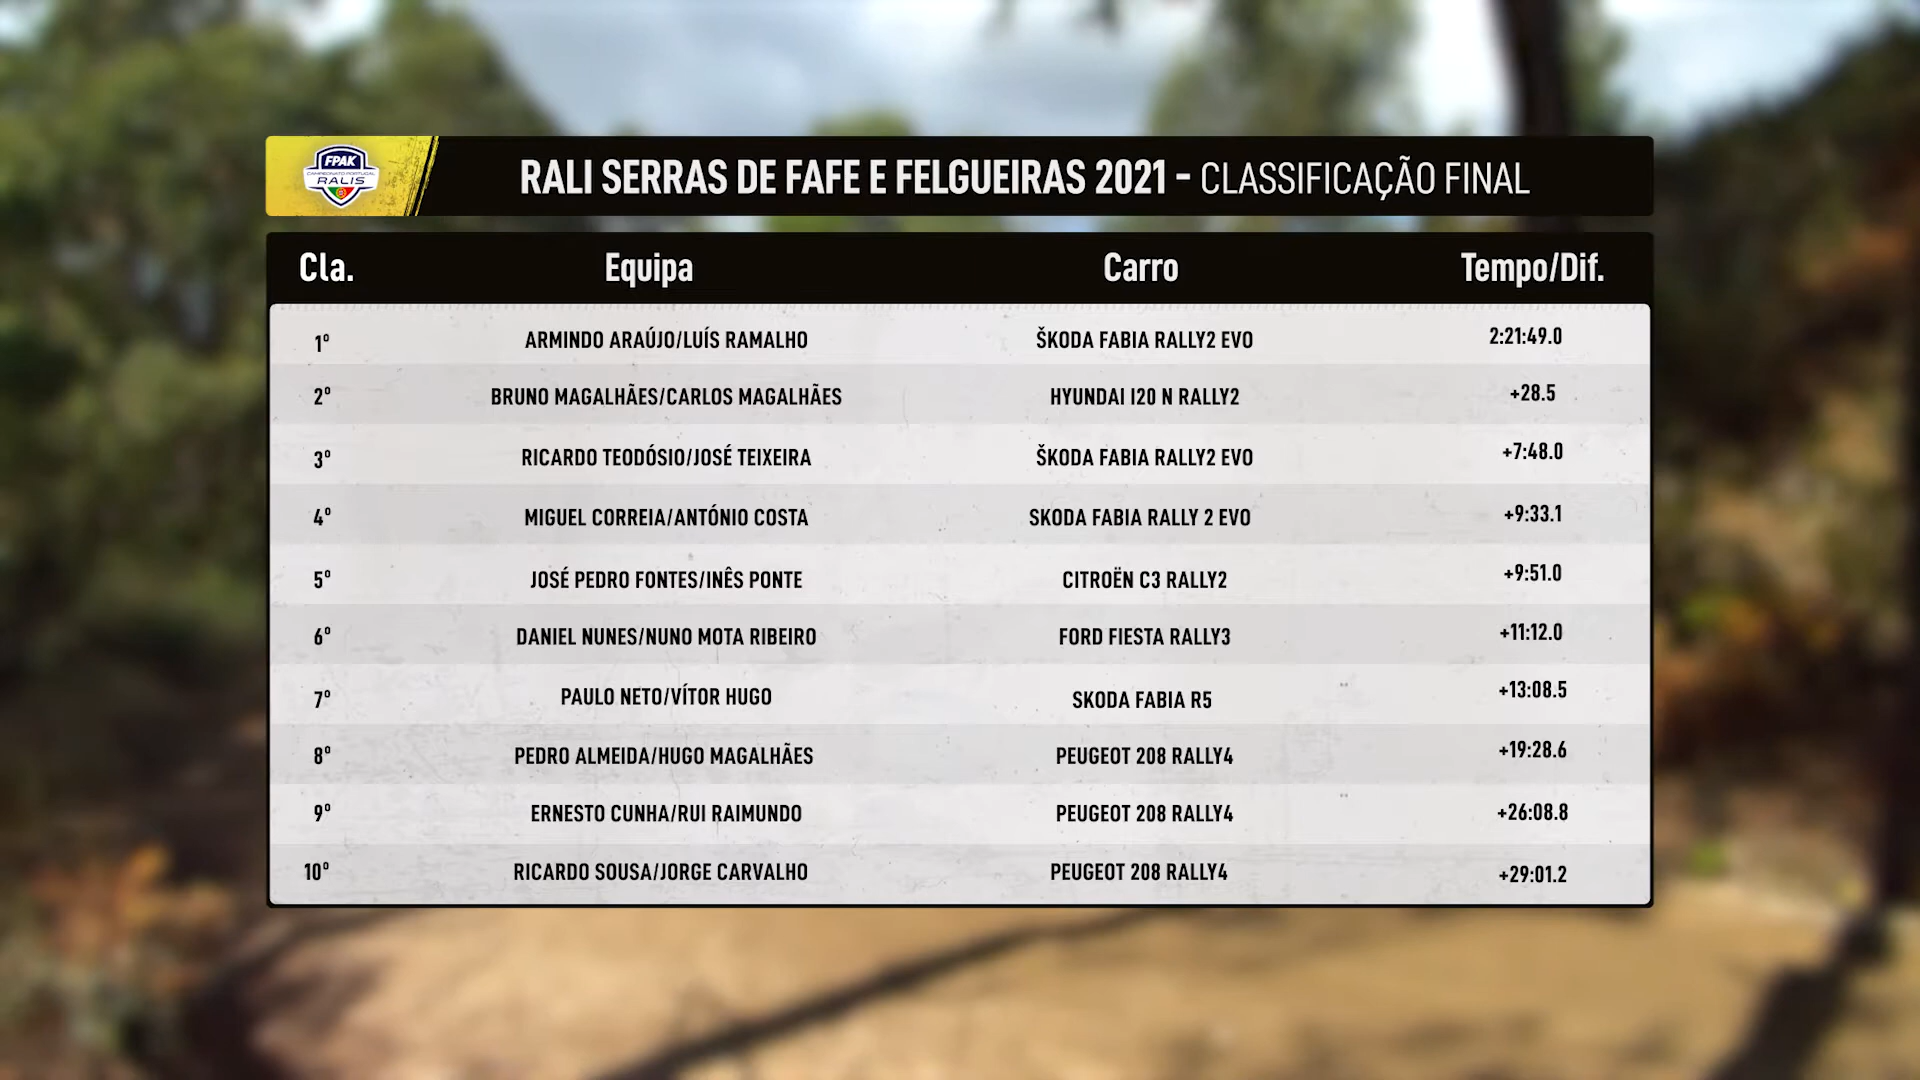 FPAK
CAMPEONATO PORTUGAL
RALIS
RALI SERRAS DE FAFE E FELGUEIRAS 2021 - CLASSIFICAÇÃO FINAL
Cla. Equipa Carro Tempo/Dif.
1º ARMINDO ARAÚJO/LUÍS RAMALHO ŠKODA FABIA RALLY2 EVO 2:21:49.0
2º BRUNO MAGALHÃES/CARLOS MAGALHÃES HYUNDAI I20 N RALLY2 +28.5
3º RICARDO TEODÓSIO/JOSÉ TEIXEIRA ŠKODA FABIA RALLY2 EVO +7:48.0
4º MIGUEL CORREIA/ANTÓNIO COSTA SKODA FABIA RALLY 2 EVO +9:33.1
5º JOSÉ PEDRO FONTES/INÊS PONTE CITROËN C3 RALLY2 +9:51.0
6º DANIEL NUNES/NUNO MOTA RIBEIRO FORD FIESTA RALLY3 +11:12.0
7º PAULO NETO/VÍTOR HUGO SKODA FABIA R5 +13:08.5
8º PEDRO ALMEIDA/HUGO MAGALHÃES PEUGEOT 208 RALLY4 +19:28.6
9º ERNESTO CUNHA/RUI RAIMUNDO PEUGEOT 208 RALLY4 +26:08.8
10º RICARDO SOUSA/JORGE CARVALHO PEUGEOT 208 RALLY4 +29:01.2